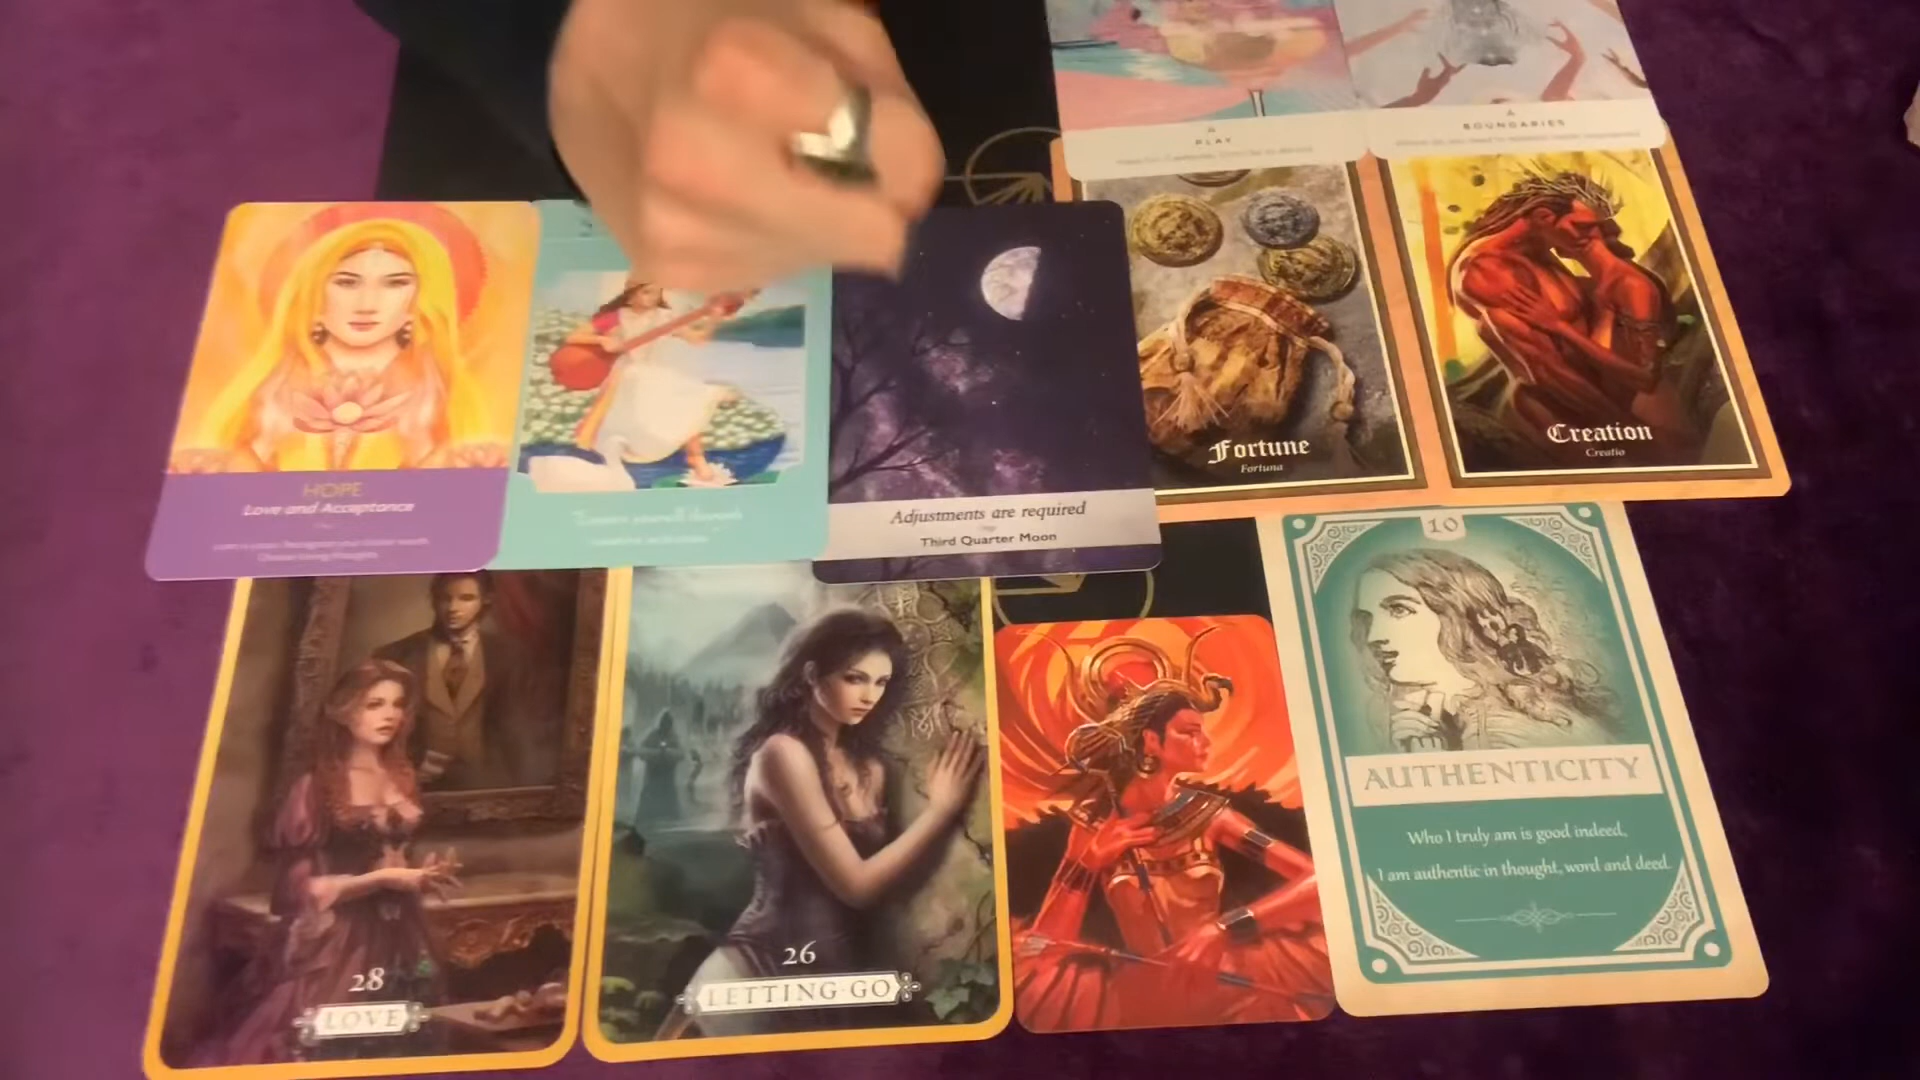 PLAY
BOUNDARIES
Fortune
Fortuna
Creation
Creatio
HOPE
Love and Acceptance
Adjustments are required
Third Quarter Moon
10
AUTHENTICITY
Who I truly am is good indeed,
I am authentic in thought, word and deed.
28
LOVE
26
LETTING GO